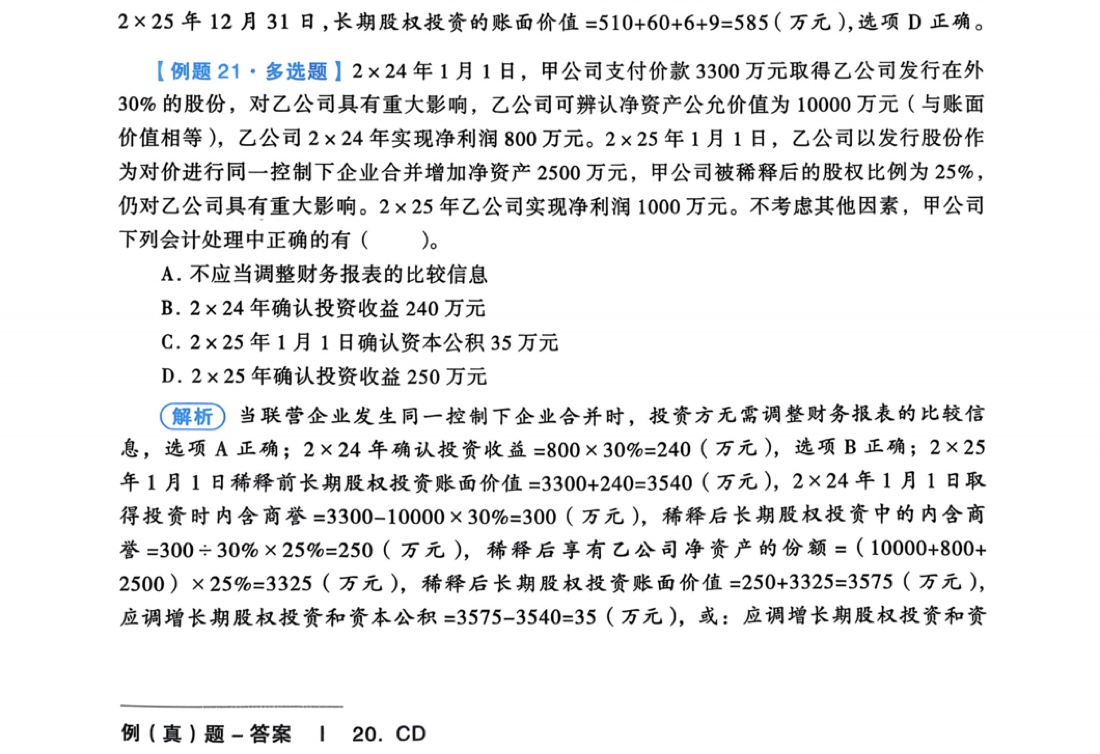 2×25 年 12 月 31 日,长期股权投资的账面价值 =510+60+6+9=585(万元),选项 D 正确。
【例题 21·多选题】2×24 年 1 月 1 日，甲公司支付价款 3300 万元取得乙公司发行在外
30% 的股份，对乙公司具有重大影响，乙公司可辨认净资产公允价值为 10000 万元（与账面
价值相等），乙公司 2×24 年实现净利润 800 万元。2×25 年 1 月 1 日，乙公司以发行股份作
为对价进行同一控制下企业合并增加净资产 2500 万元，甲公司被稀释后的股权比例为 25%，
仍对乙公司具有重大影响。2×25 年乙公司实现净利润 1000 万元。不考虑其他因素，甲公司
下列会计处理中正确的有（　　）。
A. 不应当调整财务报表的比较信息
B. 2×24 年确认投资收益 240 万元
C. 2×25 年 1 月 1 日确认资本公积 35 万元
D. 2×25 年确认投资收益 250 万元
解析 当联营企业发生同一控制下企业合并时，投资方无需调整财务报表的比较信
息，选项 A 正确；2×24 年确认投资收益 =800×30%=240（万元），选项 B 正确；2×25
年 1 月 1 日稀释前长期股权投资账面价值 =3300+240=3540（万元），2×24 年 1 月 1 日取
得投资时内含商誉 =3300-10000×30%=300（万元），稀释后长期股权投资中的内含商
誉 =300÷30%×25%=250（万元），稀释后享有乙公司净资产的份额 =（10000+800+
2500）×25%=3325（万元），稀释后长期股权投资账面价值 =250+3325=3575（万元），
应调增长期股权投资和资本公积 =3575-3540=35（万元），或：应调增长期股权投资和资
例（真）题 - 答案 | 20. CD